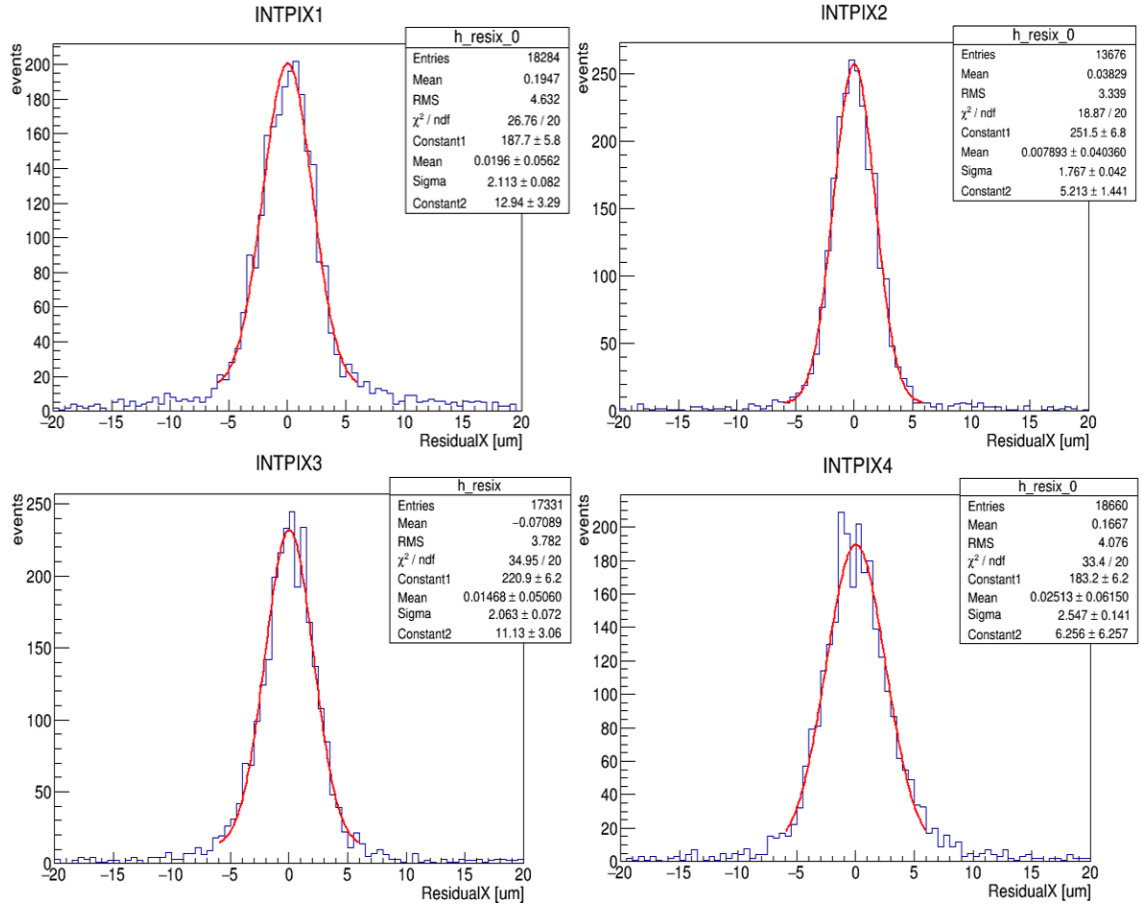 INTPIX1
h_resix_0
Entries 18284
Mean 0.1947
RMS 4.632
χ² / ndf 26.76 / 20
Constant1 187.7 ± 5.8
Mean 0.0196 ± 0.0562
Sigma 2.113 ± 0.082
Constant2 12.94 ± 3.29
events
200
180
160
140
120
100
80
60
40
20
0
−20 −15 −10 −5 0 5 10 15 20
ResidualX [um]
INTPIX2
h_resix_0
Entries 13676
Mean 0.03829
RMS 3.339
χ² / ndf 18.87 / 20
Constant1 251.5 ± 6.8
Mean 0.007893 ± 0.040360
Sigma 1.767 ± 0.042
Constant2 5.213 ± 1.441
events
250
200
150
100
50
0
−20 −15 −10 −5 0 5 10 15 20
ResidualX [um]
INTPIX3
h_resix
Entries 17331
Mean −0.07089
RMS 3.782
χ² / ndf 34.95 / 20
Constant1 220.9 ± 6.2
Mean 0.01468 ± 0.05060
Sigma 2.063 ± 0.072
Constant2 11.13 ± 3.06
events
250
200
150
100
50
0
−20 −15 −10 −5 0 5 10 15 20
ResidualX [um]
INTPIX4
h_resix_0
Entries 18660
Mean 0.1667
RMS 4.076
χ² / ndf 33.4 / 20
Constant1 183.2 ± 6.2
Mean 0.02513 ± 0.06150
Sigma 2.547 ± 0.141
Constant2 6.256 ± 6.257
events
200
180
160
140
120
100
80
60
40
20
0
−20 −15 −10 −5 0 5 10 15 20
ResidualX [um]